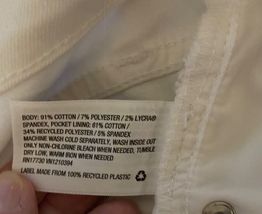 BODY: 91% COTTON / 7% POLYESTER / 2% LYCRA®
SPANDEX, POCKET LINING: 61% COTTON /
34% RECYCLED POLYESTER / 5% SPANDEX
MACHINE WASH COLD SEPARATELY, WASH INSIDE OUT
ONLY NON-CHLORINE BLEACH WHEN NEEDED, TUMBLE
DRY LOW, WARM IRON WHEN NEEDED
RN17730 VN1210394
LABEL MADE FROM 100% RECYCLED PLASTIC